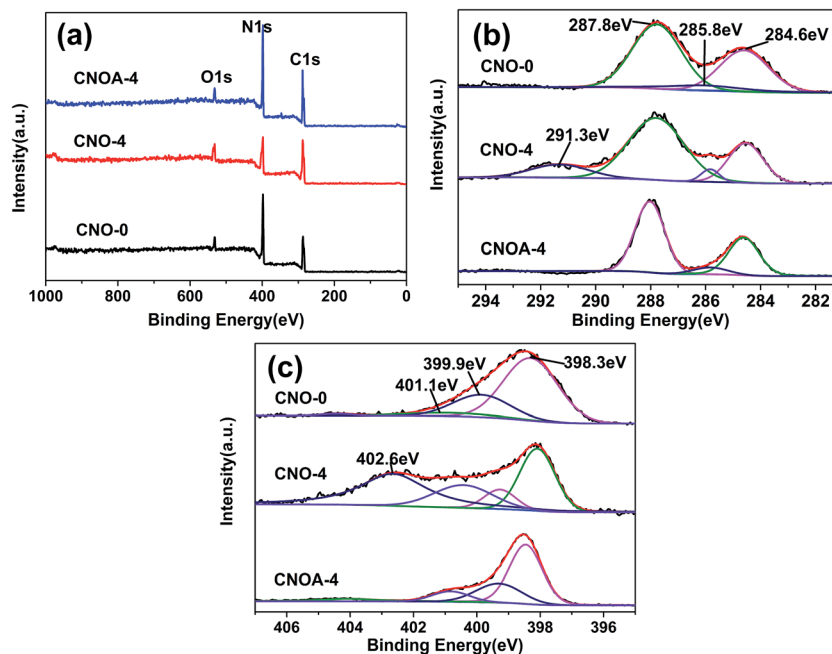 (a)
N1s
C1s
O1s
CNOA-4
CNO-4
CNO-0
Intensity(a.u.)
1000 800 600 400 200 0
Binding Energy(eV)
(b)
287.8eV 285.8eV 284.6eV
CNO-0
291.3eV
CNO-4
CNOA-4
Intensity(a.u.)
294 292 290 288 286 284 282
Binding Energy(eV)
(c)
399.9eV 398.3eV
401.1eV
CNO-0
402.6eV
CNO-4
CNOA-4
Intensity(a.u.)
406 404 402 400 398 396
Binding Energy(eV)